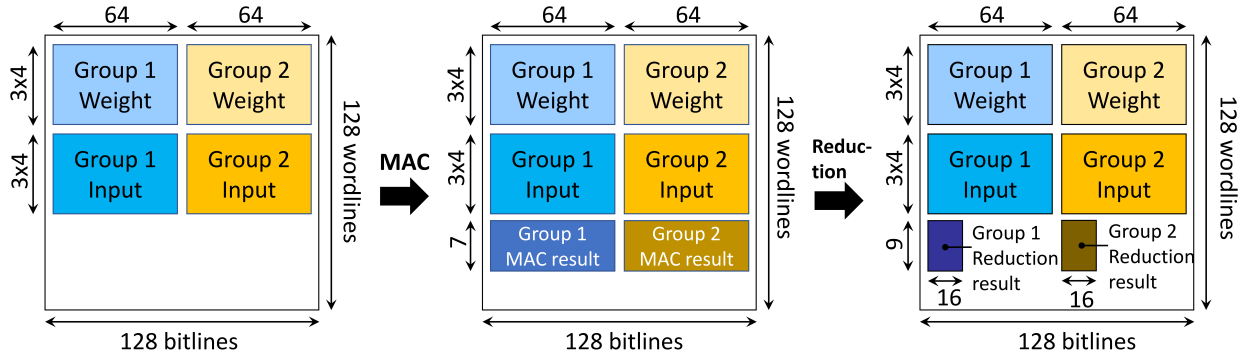 64
64
3x4
Group 1
Weight
Group 2
Weight
3x4
Group 1
Input
Group 2
Input
128 wordlines
128 bitlines
MAC
64
64
3x4
Group 1
Weight
Group 2
Weight
3x4
Group 1
Input
Group 2
Input
7
Group 1
MAC result
Group 2
MAC result
128 wordlines
128 bitlines
Reduc-
tion
64
64
3x4
Group 1
Weight
Group 2
Weight
3x4
Group 1
Input
Group 2
Input
9
Group 1
Reduction
result
Group 2
Reduction
result
16
16
128 wordlines
128 bitlines